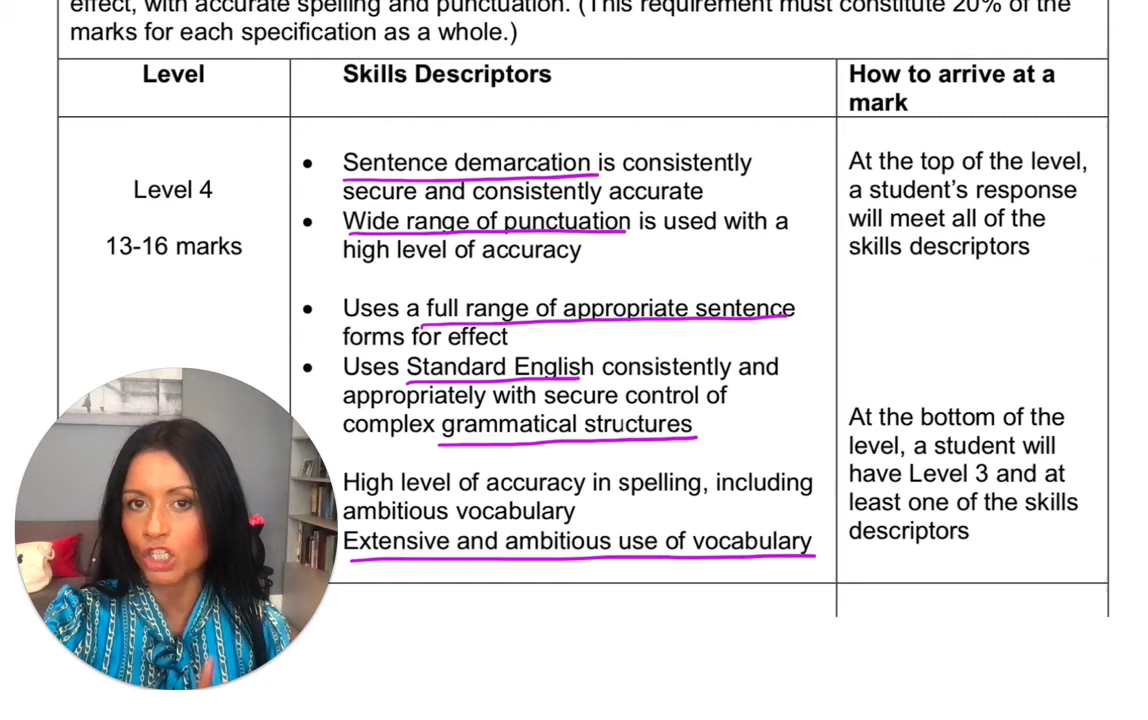 effect, with accurate spelling and punctuation. (This requirement must constitute 20% of the
marks for each specification as a whole.)
Level
Skills Descriptors
How to arrive at a
mark
Level 4
13-16 marks
• Sentence demarcation is consistently
secure and consistently accurate
• Wide range of punctuation is used with a
high level of accuracy
• Uses a full range of appropriate sentence
forms for effect
• Uses Standard English consistently and
appropriately with secure control of
complex grammatical structures
High level of accuracy in spelling, including
ambitious vocabulary
Extensive and ambitious use of vocabulary
At the top of the level,
a student’s response
will meet all of the
skills descriptors
At the bottom of the
level, a student will
have Level 3 and at
least one of the skills
descriptors